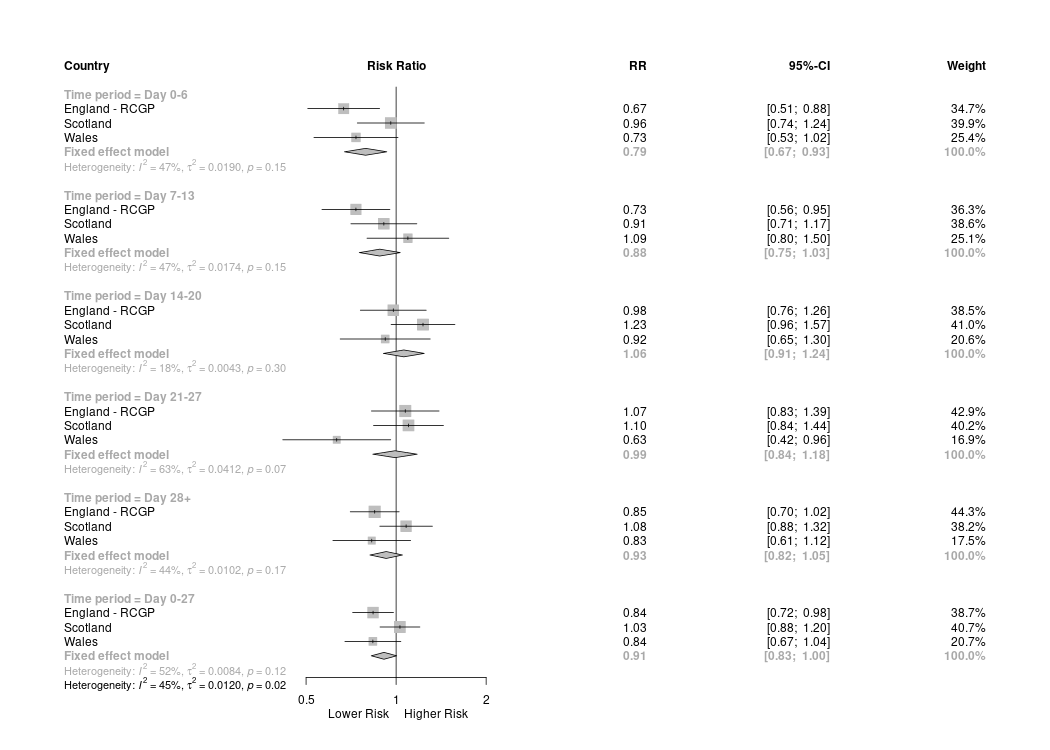 Country Risk Ratio RR 95%-CI Weight
Time period = Day 0-6
England - RCGP 0.67 [0.51; 0.88] 34.7%
Scotland 0.96 [0.74; 1.24] 39.9%
Wales 0.73 [0.53; 1.02] 25.4%
Fixed effect model 0.79 [0.67; 0.93] 100.0%
Heterogeneity: I² = 47%, τ² = 0.0190, p = 0.15
Time period = Day 7-13
England - RCGP 0.73 [0.56; 0.95] 36.3%
Scotland 0.91 [0.71; 1.17] 38.6%
Wales 1.09 [0.80; 1.50] 25.1%
Fixed effect model 0.88 [0.75; 1.03] 100.0%
Heterogeneity: I² = 47%, τ² = 0.0174, p = 0.15
Time period = Day 14-20
England - RCGP 0.98 [0.76; 1.26] 38.5%
Scotland 1.23 [0.96; 1.57] 41.0%
Wales 0.92 [0.65; 1.30] 20.6%
Fixed effect model 1.06 [0.91; 1.24] 100.0%
Heterogeneity: I² = 18%, τ² = 0.0043, p = 0.30
Time period = Day 21-27
England - RCGP 1.07 [0.83; 1.39] 42.9%
Scotland 1.10 [0.84; 1.44] 40.2%
Wales 0.63 [0.42; 0.96] 16.9%
Fixed effect model 0.99 [0.84; 1.18] 100.0%
Heterogeneity: I² = 63%, τ² = 0.0412, p = 0.07
Time period = Day 28+
England - RCGP 0.85 [0.70; 1.02] 44.3%
Scotland 1.08 [0.88; 1.32] 38.2%
Wales 0.83 [0.61; 1.12] 17.5%
Fixed effect model 0.93 [0.82; 1.05] 100.0%
Heterogeneity: I² = 44%, τ² = 0.0102, p = 0.17
Time period = Day 0-27
England - RCGP 0.84 [0.72; 0.98] 38.7%
Scotland 1.03 [0.88; 1.20] 40.7%
Wales 0.84 [0.67; 1.04] 20.7%
Fixed effect model 0.91 [0.83; 1.00] 100.0%
Heterogeneity: I² = 52%, τ² = 0.0084, p = 0.12
Heterogeneity: I² = 45%, τ² = 0.0120, p = 0.02
0.5 1 2
Lower Risk Higher Risk